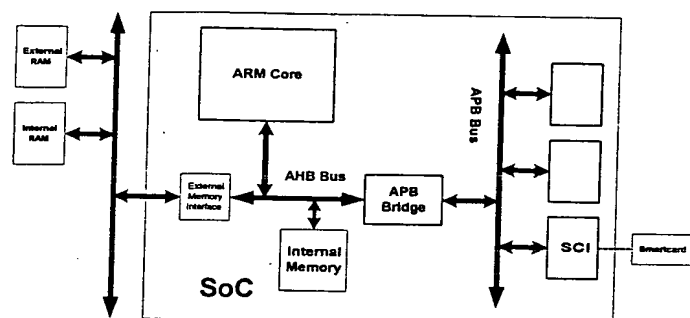 External
RAM
Internal
RAM
ARM Core
AHB Bus
External
Memory
Interface
APB
Bridge
Internal
Memory
SoC
APB Bus
SCI
Smartcard